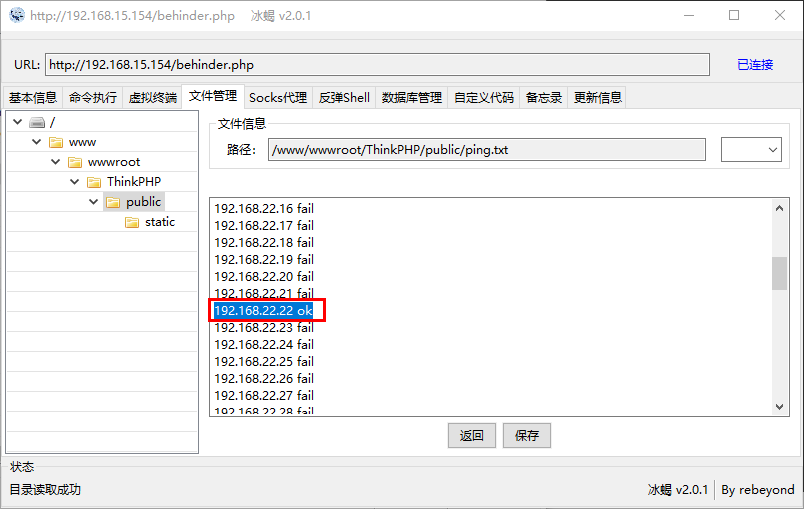 http://192.168.15.154/behinder.php 冰蝎 v2.0.1
URL: http://192.168.15.154/behinder.php 已连接
基本信息 命令执行 虚拟终端 文件管理 Socks代理 反弹Shell 数据库管理 自定义代码 备忘录 更新信息
/
www
wwwroot
ThinkPHP
public
static
文件信息
路径: /www/wwwroot/ThinkPHP/public/ping.txt
192.168.22.16 fail
192.168.22.17 fail
192.168.22.18 fail
192.168.22.19 fail
192.168.22.20 fail
192.168.22.21 fail
192.168.22.22 ok
192.168.22.23 fail
192.168.22.24 fail
192.168.22.25 fail
192.168.22.26 fail
192.168.22.27 fail
192.168.22.28 fail
返回 保存
状态
目录读取成功 冰蝎 v2.0.1 By rebeyond